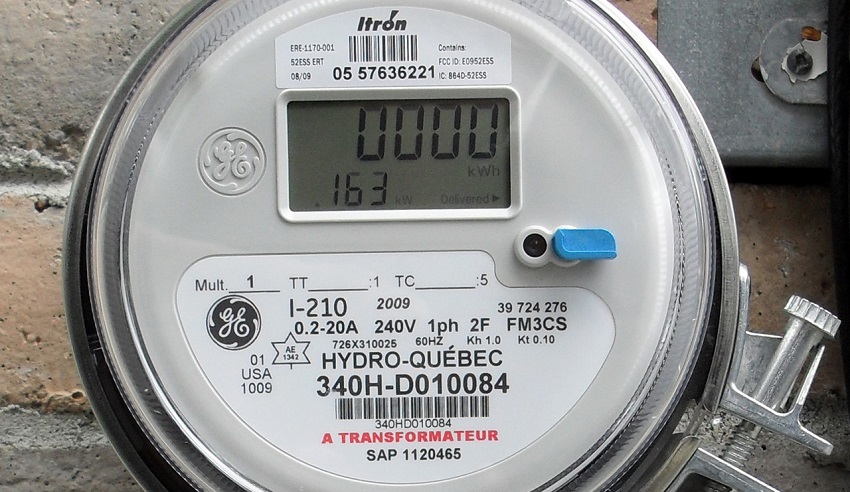 Itrón
ERE-1170-001
Contains:
52ESS ERT
FCC ID: E0952ESS
08/09
05 57636221
IC: 864D-52ESS
0000
kWh
.163 kW Delivered ▶
GE
Mult. 1 TT :1 TC :5
GE
I-210 2009 39 724 276
0.2-20A 240V 1ph 2F FM3CS
726X310025 60HZ Kh 1.0 Kt 0.10
AE
1342
01
USA
1009
HYDRO-QUÉBEC
340H-D010084
340HD010084
A TRANSFORMATEUR
SAP 1120465